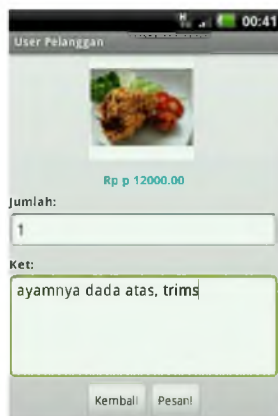 00:41
User Pelanggan
Rp p 12000.00
Jumlah:
1
Ket:
ayamnya dada atas, trims
Kembali Pesan!